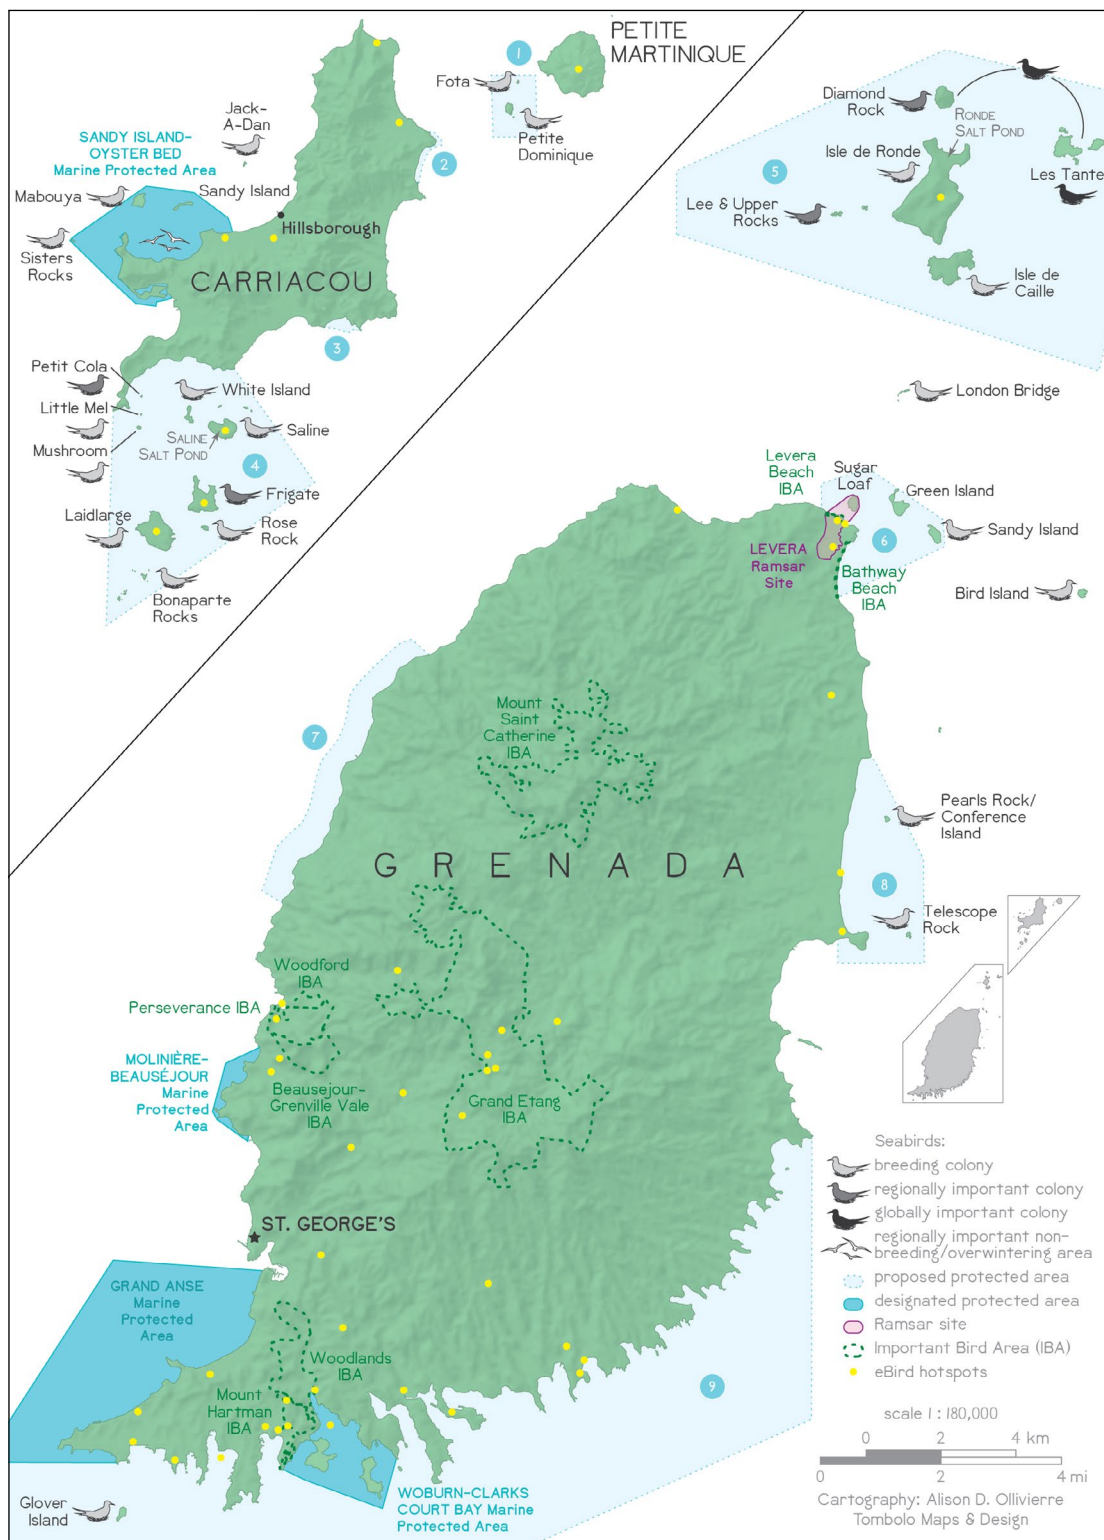 PETITE
MARTINIQUE
1
Fota
Petite
Dominique
Jack-
A-Dan
SANDY ISLAND-
OYSTER BED
Marine Protected Area
Mabouya
Sandy Island
Hillsborough
Sisters
Rocks
CARRIACOU
2
3
Petit Cola
Little Mel
Mushroom
White Island
SALINE
SALT POND
Saline
4
Frigate
Laidlarge
Rose
Rock
Bonaparte
Rocks
Diamond
Rock
RONDE
SALT POND
5
Isle de Ronde
Les Tantes
Lee & Upper
Rocks
Isle de
Caille
London Bridge
Levera
Beach
IBA
Sugar
Loaf
Green Island
Sandy Island
6
LEVERA
Ramsar
Site
Bathway
Beach
IBA
Bird Island
7
Mount
Saint
Catherine
IBA
Pearls Rock/
Conference
Island
GRENADA
8
Telescope
Rock
Woodford
IBA
Perseverance IBA
MOLINIÈRE-
BEAUSÉJOUR
Marine
Protected
Area
Beausejour-
Grenville Vale
IBA
Grand Etang
IBA
ST. GEORGE'S
GRAND ANSE
Marine
Protected
Area
Woodlands
IBA
Mount
Hartman
IBA
9
Glover
Island
WOBURN-CLARKS
COURT BAY Marine
Protected Area
Seabirds:
breeding colony
regionally important colony
globally important colony
regionally important non-
breeding/overwintering area
proposed protected area
designated protected area
Ramsar site
Important Bird Area (IBA)
eBird hotspots
scale 1 : 180,000
0 2 4 km
0 2 4 mi
Cartography: Alison D. Ollivierre
Tombolo Maps & Design